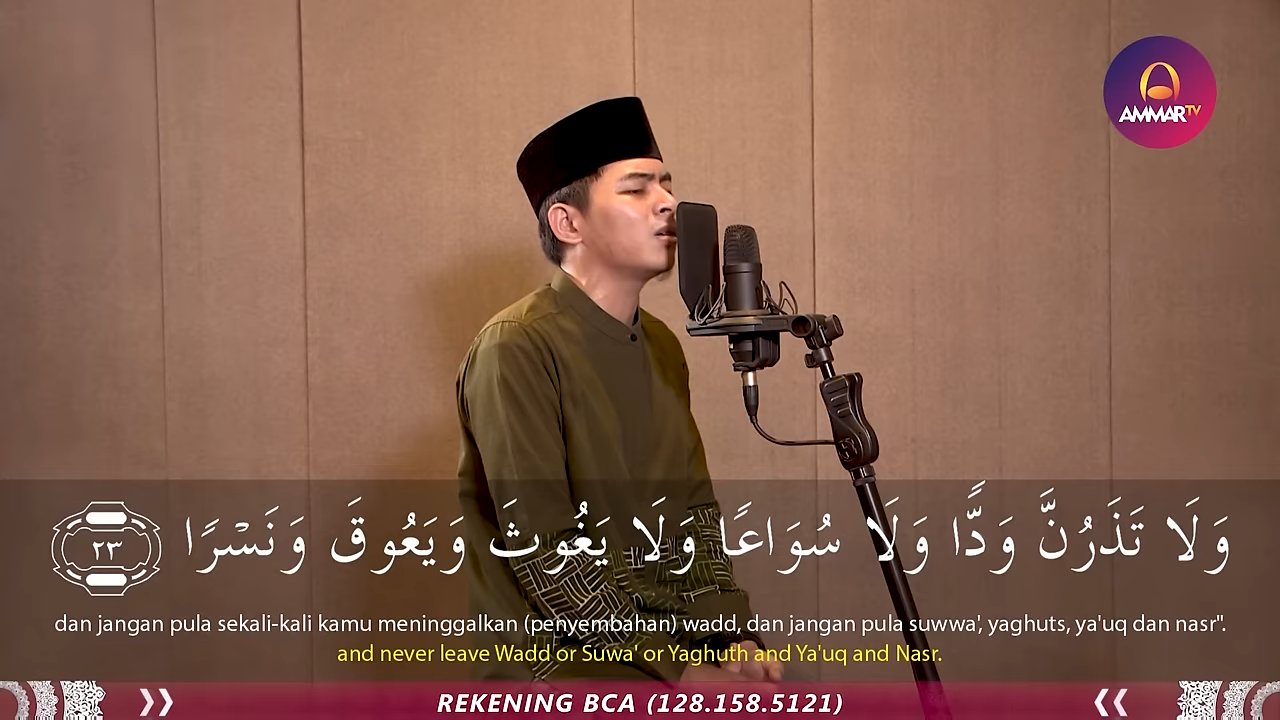 AMMARTV
وَلَا تَذَرُنَّ وَدًّا وَلَا سُوَاعًا وَلَا يَغُوثَ وَيَعُوقَ وَنَسْرًا ٢٣
dan jangan pula sekali-kali kamu meninggalkan (penyembahan) wadd, dan jangan pula suwwa', yaghuts, ya'uq dan nasr".
and never leave Wadd or Suwa' or Yaghuth and Ya'uq and Nasr.
REKENING BCA (128.158.5121)